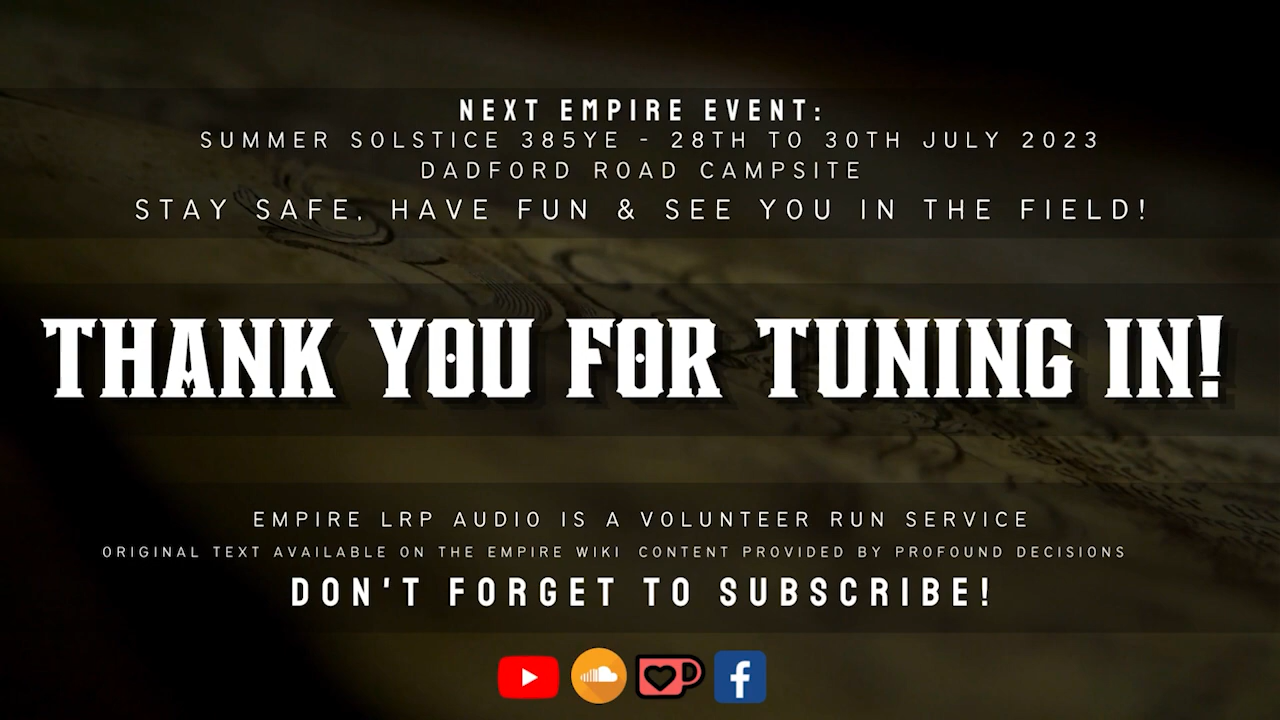 NEXT EMPIRE EVENT:
SUMMER SOLSTICE 385YE - 28TH TO 30TH JULY 2023
DADFORD ROAD CAMPSITE
STAY SAFE, HAVE FUN & SEE YOU IN THE FIELD!
THANK YOU FOR TUNING IN!
EMPIRE LRP AUDIO IS A VOLUNTEER RUN SERVICE
ORIGINAL TEXT AVAILABLE ON THE EMPIRE WIKI CONTENT PROVIDED BY PROFOUND DECISIONS
DON'T FORGET TO SUBSCRIBE!